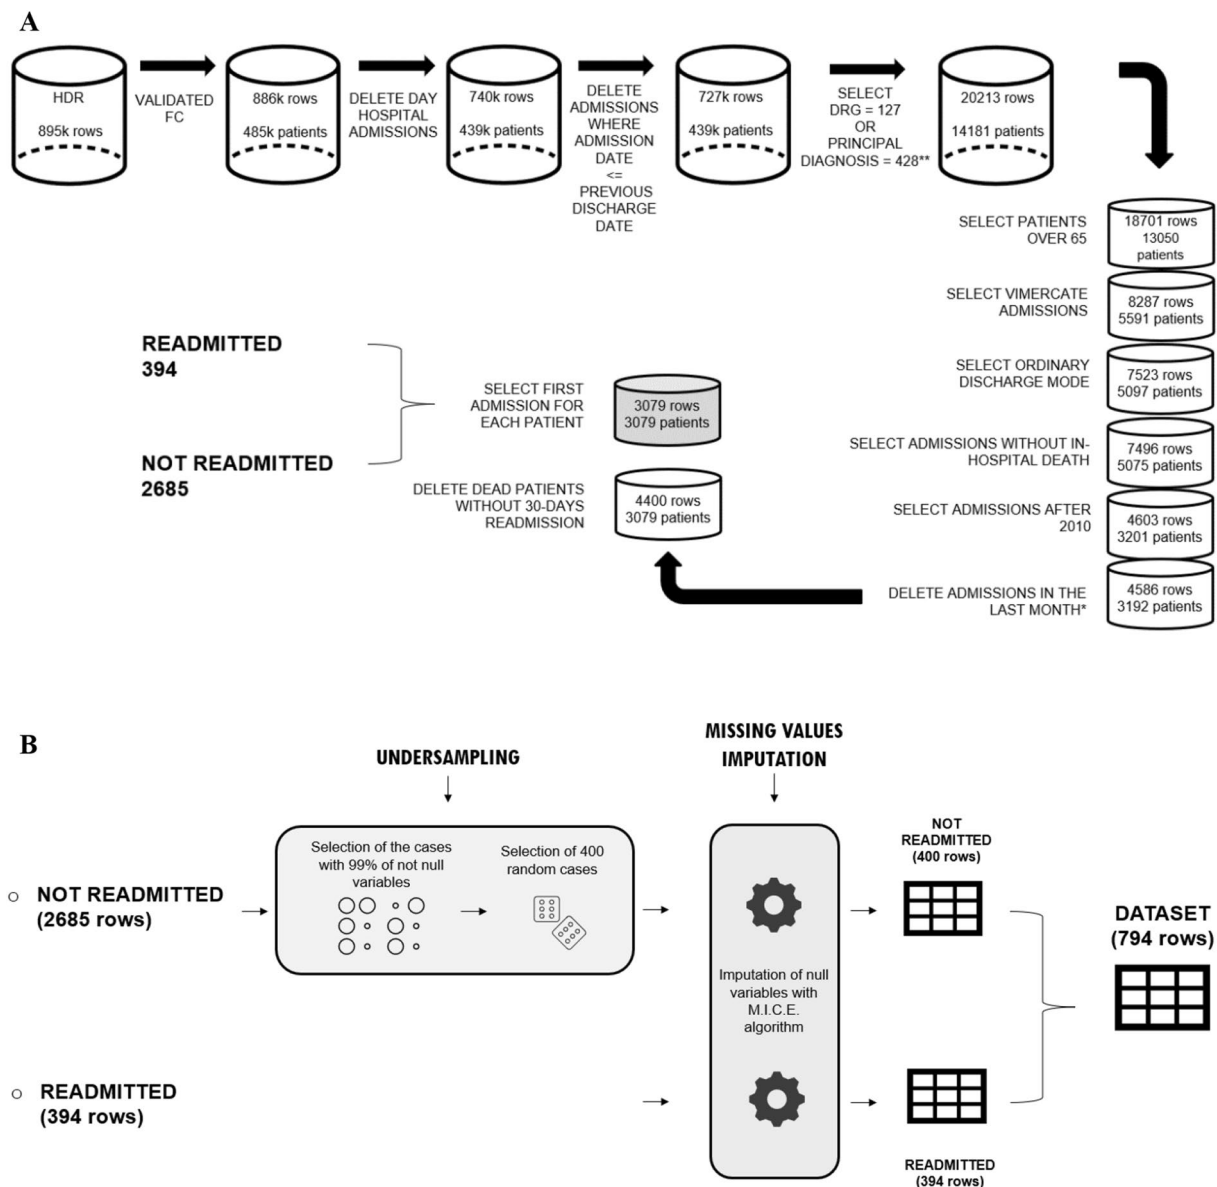 A
HDR
895k rows
VALIDATED
FC
886k rows
485k patients
DELETE DAY
HOSPITAL
ADMISSIONS
740k rows
439k patients
DELETE
ADMISSIONS
WHERE
ADMISSION
DATE
<=
PREVIOUS
DISCHARGE
DATE
727k rows
439k patients
SELECT
DRG = 127
OR
PRINCIPAL
DIAGNOSIS = 428**
20213 rows
14181 patients
SELECT PATIENTS
OVER 65
18701 rows
13050
patients
SELECT VIMERCATE
ADMISSIONS
8287 rows
5591 patients
SELECT ORDINARY
DISCHARGE MODE
7523 rows
5097 patients
SELECT ADMISSIONS WITHOUT IN-
HOSPITAL DEATH
7496 rows
5075 patients
SELECT ADMISSIONS AFTER
2010
4603 rows
3201 patients
DELETE ADMISSIONS IN THE
LAST MONTH*
4586 rows
3192 patients
DELETE DEAD PATIENTS
WITHOUT 30-DAYS
READMISSION
4400 rows
3079 patients
SELECT FIRST
ADMISSION FOR
EACH PATIENT
3079 rows
3079 patients
READMITTED
394
NOT READMITTED
2685
B
UNDERSAMPLING
MISSING VALUES
IMPUTATION
NOT READMITTED
(2685 rows)
Selection of the cases
with 99% of not null
variables
Selection of 400
random cases
Imputation of null
variables with
M.I.C.E.
algorithm
NOT
READMITTED
(400 rows)
DATASET
(794 rows)
READMITTED
(394 rows)
READMITTED
(394 rows)